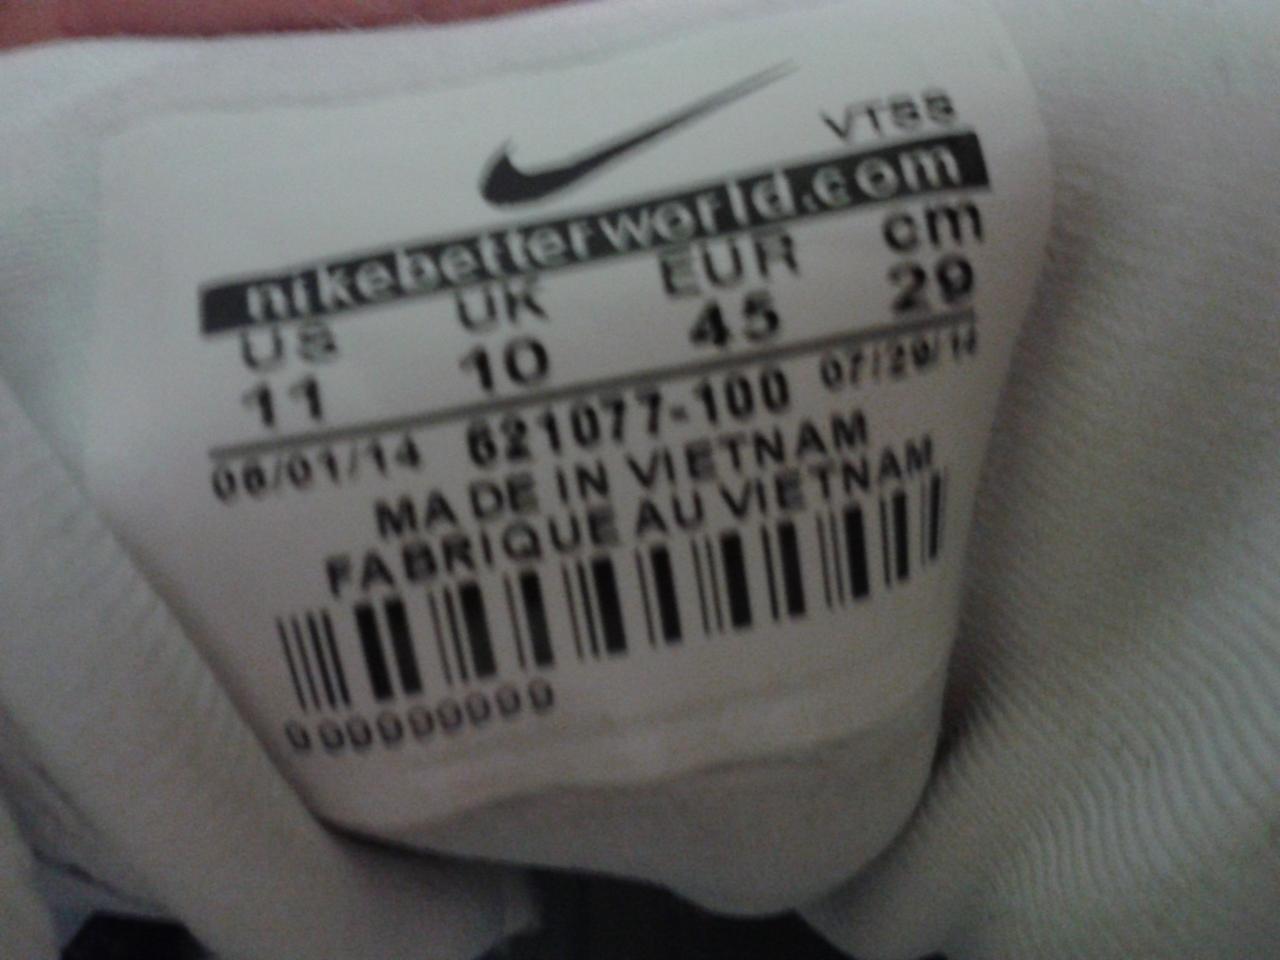 VTSS
nikebetterworld.com
US UK EUR cm
11 10 45 29
06/01/14 621077-100 07/29/14
MADE IN VIETNAM
FABRIQUE AU VIETNAM